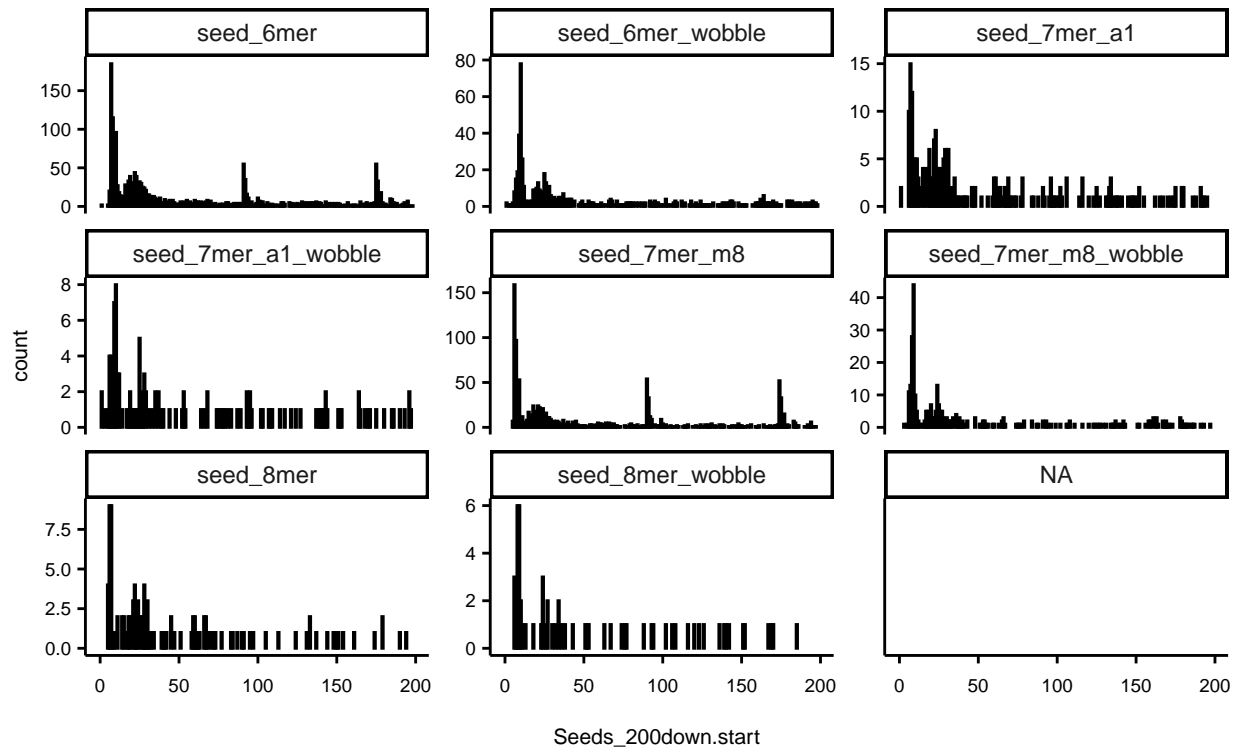 seed_6mer
seed_6mer_wobble
seed_7mer_a1
150
100
50
0
80
60
40
20
0
15
10
5
0
seed_7mer_a1_wobble
seed_7mer_m8
seed_7mer_m8_wobble
8
6
4
2
0
150
100
50
0
40
30
20
10
0
count
seed_8mer
seed_8mer_wobble
NA
7.5
5.0
2.5
0.0
6
4
2
0
0 50 100 150 200
0 50 100 150 200
0 50 100 150 200
Seeds_200down.start